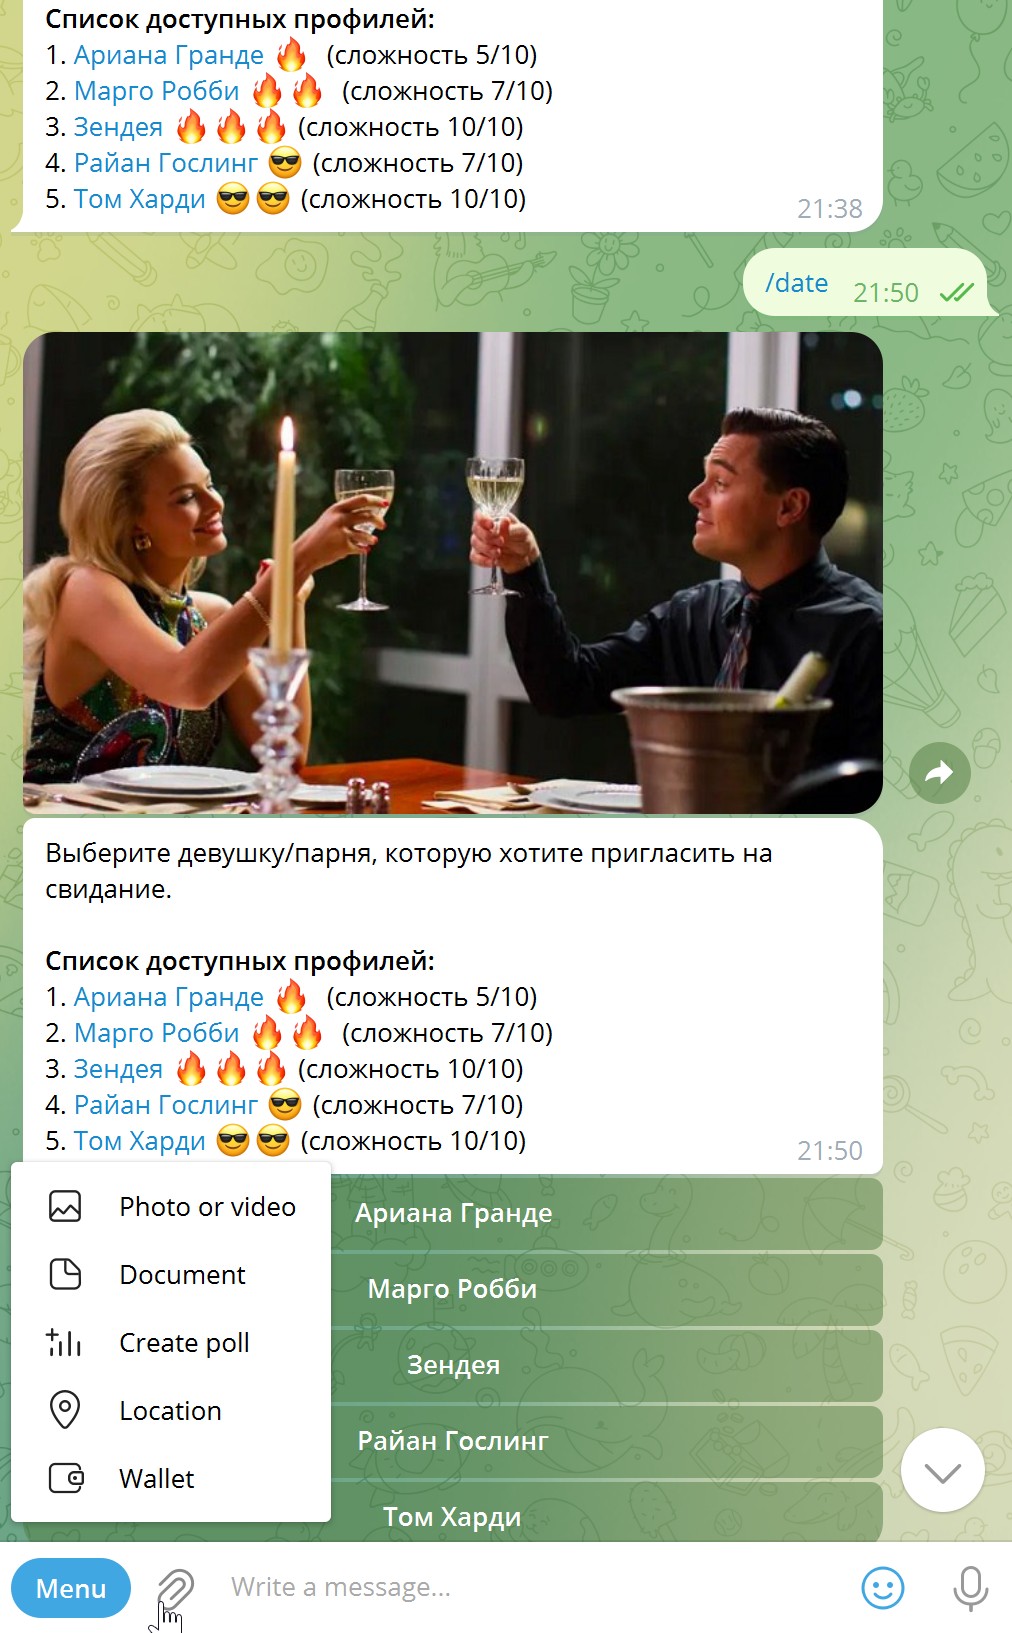 Список доступных профилей:
1. Ариана Гранде 🔥 (сложность 5/10)
2. Марго Робби 🔥🔥 (сложность 7/10)
3. Зендея 🔥🔥🔥 (сложность 10/10)
4. Райан Гослинг 😎 (сложность 7/10)
5. Том Харди 😎😎 (сложность 10/10)
21:38
/date 21:50
Выберите девушку/парня, которую хотите пригласить на
свидание.
Список доступных профилей:
1. Ариана Гранде 🔥 (сложность 5/10)
2. Марго Робби 🔥🔥 (сложность 7/10)
3. Зендея 🔥🔥🔥 (сложность 10/10)
4. Райан Гослинг 😎 (сложность 7/10)
5. Том Харди 😎😎 (сложность 10/10)
21:50
Photo or video
Document
Create poll
Location
Wallet
Ариана Гранде
Марго Робби
Зендея
Райан Гослинг
Том Харди
Menu
Write a message...